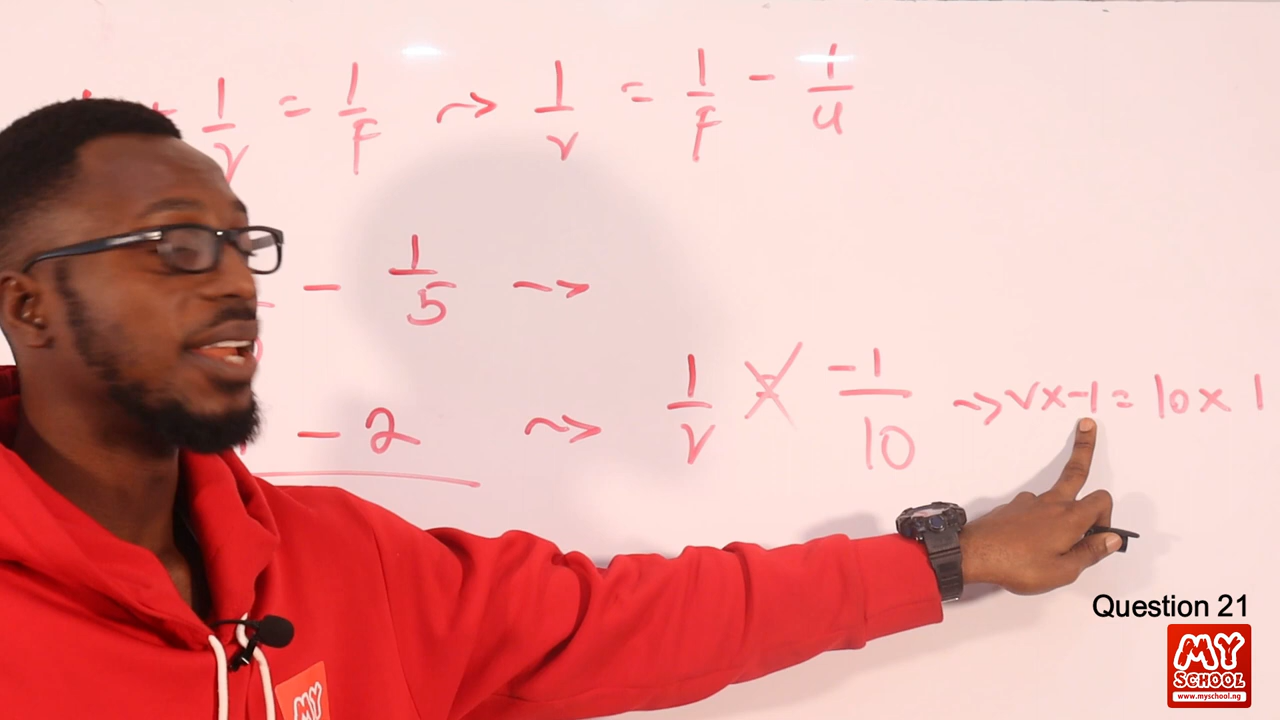 1/v = 1/F ~> 1/v = 1/F - 1/u
- 1/5 ~>
- 2 ~> 1/v = -1/10 ~> v x -1 = 10 x 1
Question 21
MY
SCHOOL
www.myschool.ng
MY